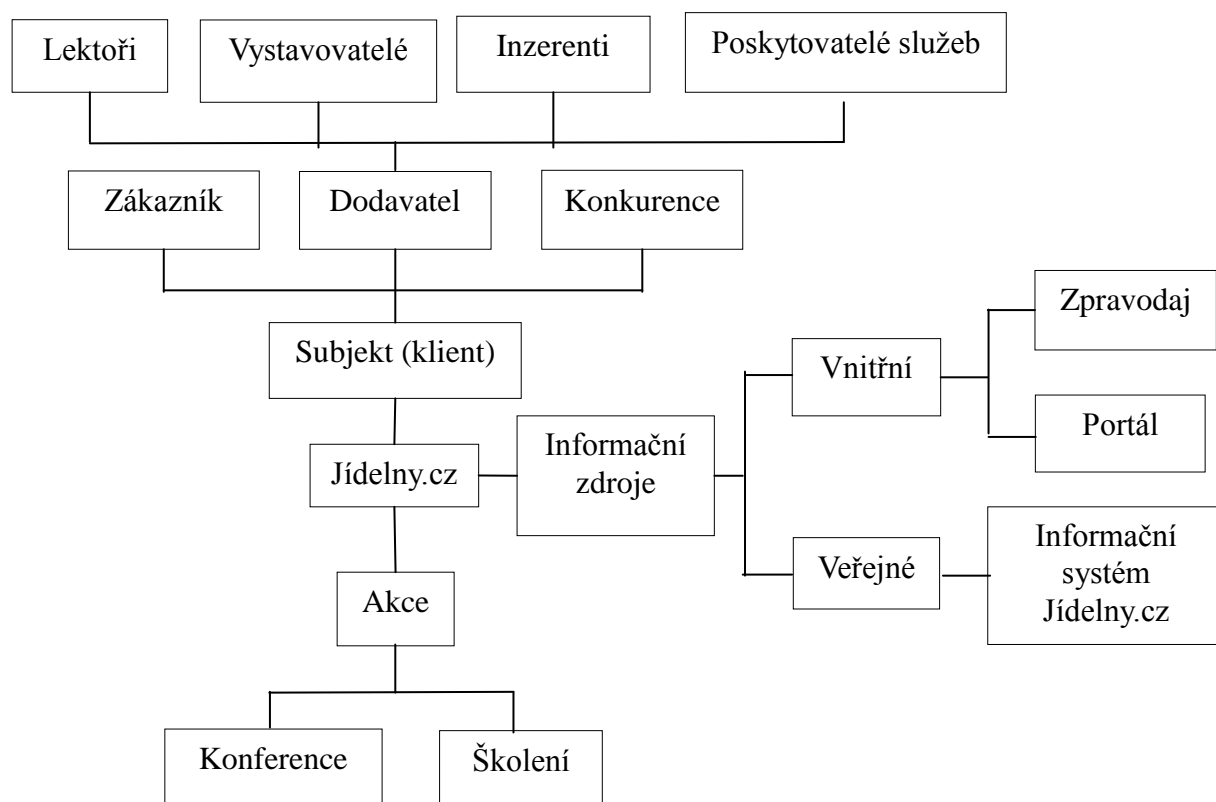 Lektoři
Vystavovatelé
Inzerenti
Poskytovatelé služeb
Zákazník
Dodavatel
Konkurence
Zpravodaj
Subjekt (klient)
Vnitřní
Portál
Jídelny.cz
Informační
zdroje
Veřejné
Informační
systém
Jídelny.cz
Akce
Konference
Školení